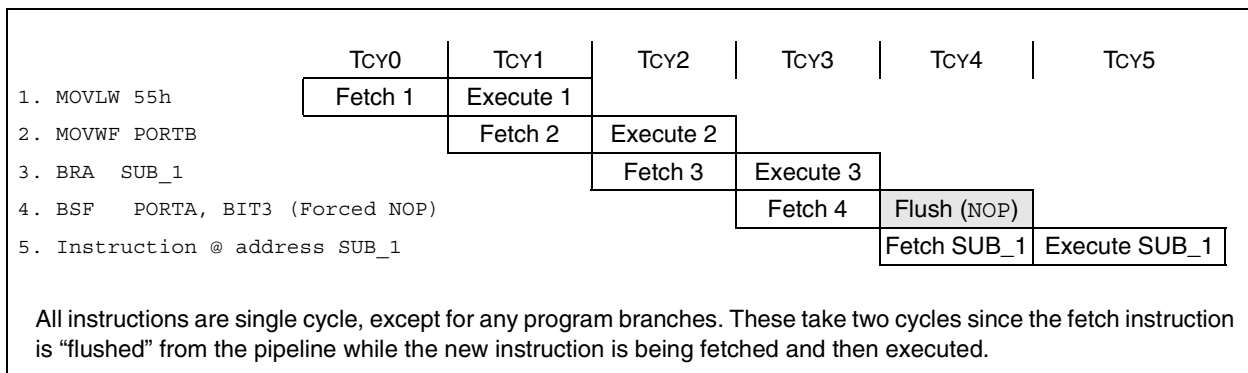 TCY0 TCY1 TCY2 TCY3 TCY4 TCY5
1. MOVLW 55h Fetch 1 Execute 1
2. MOVWF PORTB Fetch 2 Execute 2
3. BRA SUB_1 Fetch 3 Execute 3
4. BSF PORTA, BIT3 (Forced NOP) Fetch 4 Flush (NOP)
5. Instruction @ address SUB_1 Fetch SUB_1 Execute SUB_1
All instructions are single cycle, except for any program branches. These take two cycles since the fetch instruction
is “flushed” from the pipeline while the new instruction is being fetched and then executed.